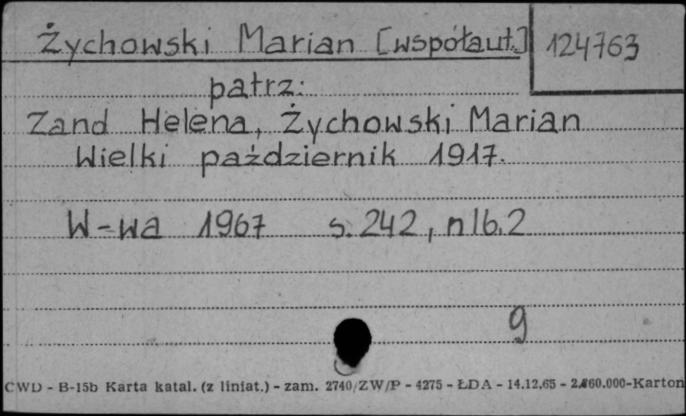 Żychowski Marian [współaut.] 124763
patrz:
Zand Helena, Żychowski Marian
Wielki październik 1917.
W-wa 1967 s. 242, nlb. 2
9
CWD - B-15b Karta katal. (z liniat.) - zam. 2740/ZW/P - 4275 - ŁDA - 14.12.65 - 2.860.000-Karton